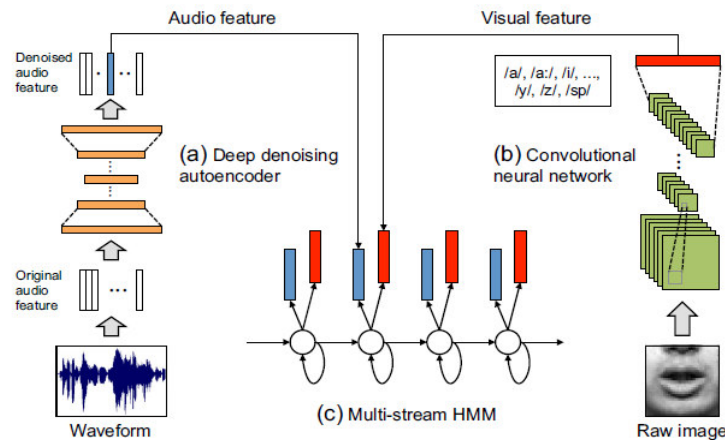 Audio feature
Visual feature
Denoised
audio
feature
/a/, /a:/, /i/, ...,
/y/, /z/, /sp/
(a) Deep denoising
autoencoder
(b) Convolutional
neural network
Original
audio
feature
(c) Multi-stream HMM
Waveform
Raw image